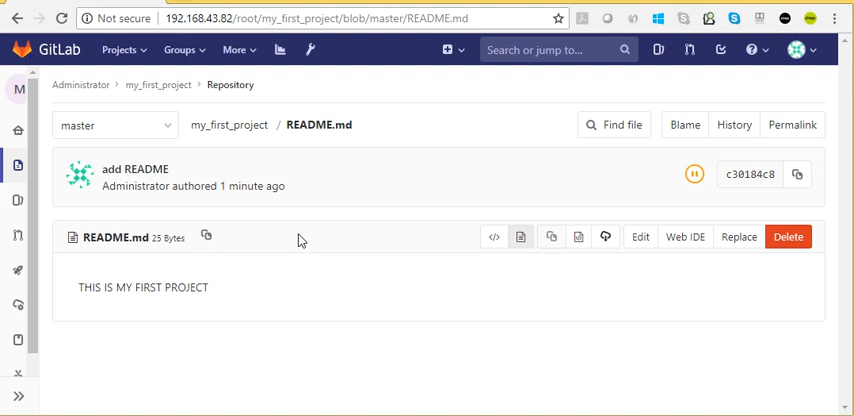 Not secure 192.168.43.82/root/my_first_project/blob/master/README.md
GitLab Projects Groups More Search or jump to...
M
Administrator > my_first_project > Repository
master my_first_project / README.md Find file Blame History Permalink
add README
Administrator authored 1 minute ago
c30184c8
README.md 25 Bytes Edit Web IDE Replace Delete
THIS IS MY FIRST PROJECT